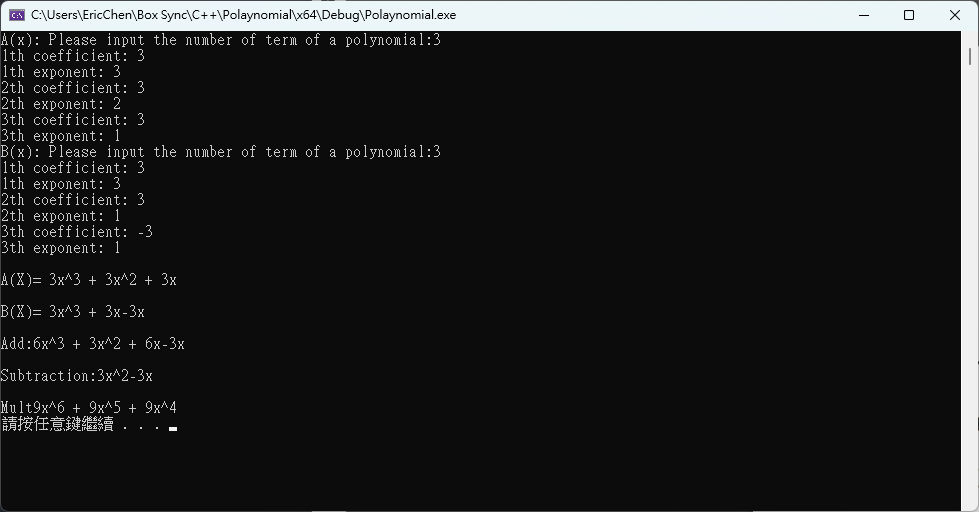 C:\Users\EricChen\Box Sync\C++\Polaynomial\x64\Debug\Polaynomial.exe
A(x): Please input the number of term of a polynomial:3
1th coefficient: 3
1th exponent: 3
2th coefficient: 3
2th exponent: 2
3th coefficient: 3
3th exponent: 1
B(x): Please input the number of term of a polynomial:3
1th coefficient: 3
1th exponent: 3
2th coefficient: 3
2th exponent: 1
3th coefficient: -3
3th exponent: 1
A(X)= 3x^3 + 3x^2 + 3x
B(X)= 3x^3 + 3x-3x
Add:6x^3 + 3x^2 + 6x-3x
Subtraction:3x^2-3x
Mult9x^6 + 9x^5 + 9x^4
請按任意鍵繼續 . . .